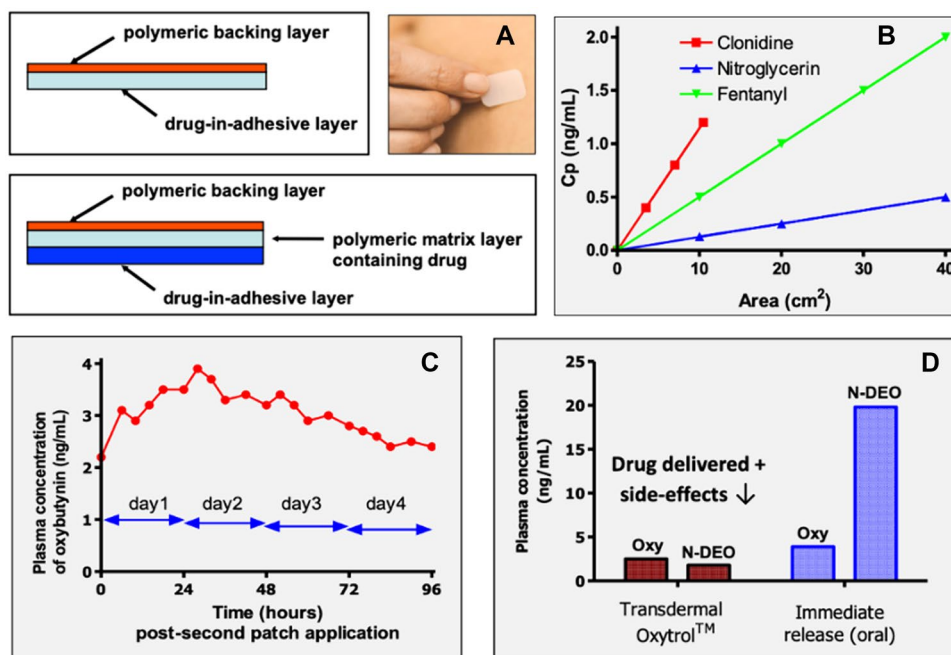 polymeric backing layer
drug-in-adhesive layer
A
polymeric backing layer
polymeric matrix layer
containing drug
drug-in-adhesive layer
B
Clonidine
Nitroglycerin
Fentanyl
Cp (ng/mL)
2.0
1.5
1.0
0.5
0.0
0 10 20 30 40
Area (cm²)
C
Plasma concentration
of oxybutynin (ng/mL)
4
3
2
1
0
day1 day2 day3 day4
0 24 48 72 96
Time (hours)
post-second patch application
D
Plasma concentration
(ng/mL)
25
20
15
10
5
0
N-DEO
Drug delivered +
side-effects ↓
Oxy N-DEO Oxy
Transdermal
Oxytrol™
Immediate
release (oral)